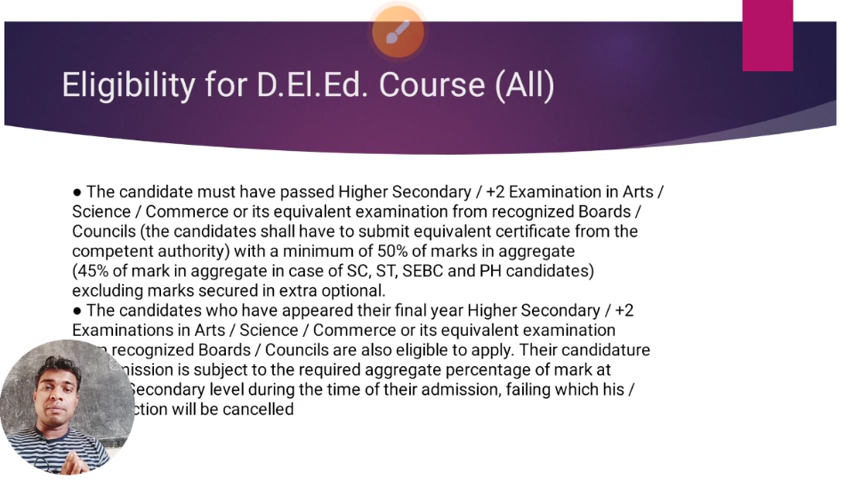 Eligibility for D.El.Ed. Course (All)
● The candidate must have passed Higher Secondary / +2 Examination in Arts /
Science / Commerce or its equivalent examination from recognized Boards /
Councils (the candidates shall have to submit equivalent certificate from the
competent authority) with a minimum of 50% of marks in aggregate
(45% of mark in aggregate in case of SC, ST, SEBC and PH candidates)
excluding marks secured in extra optional.
● The candidates who have appeared their final year Higher Secondary / +2
Examinations in Arts / Science / Commerce or its equivalent examination
recognized Boards / Councils are also eligible to apply. Their candidature
is subject to the required aggregate percentage of mark at
Secondary level during the time of their admission, failing which his /
will be cancelled